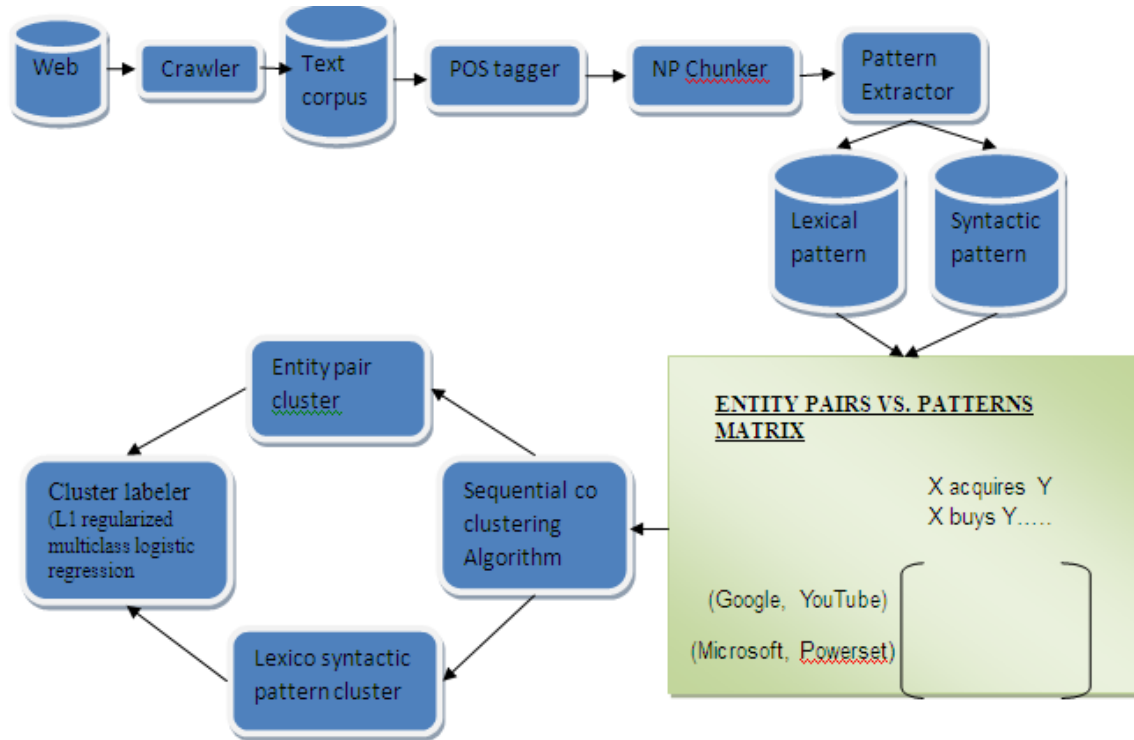 Web
Crawler
Text
corpus
POS tagger
NP Chunker
Pattern
Extractor
Lexical
pattern
Syntactic
pattern
ENTITY PAIRS VS. PATTERNS
MATRIX
X acquires Y
X buys Y.....
(Google, YouTube)
(Microsoft, Powerset)
Sequential co
clustering
Algorithm
Entity pair
cluster
Lexico syntactic
pattern cluster
Cluster labeler
(L1 regularized
multiclass logistic
regression